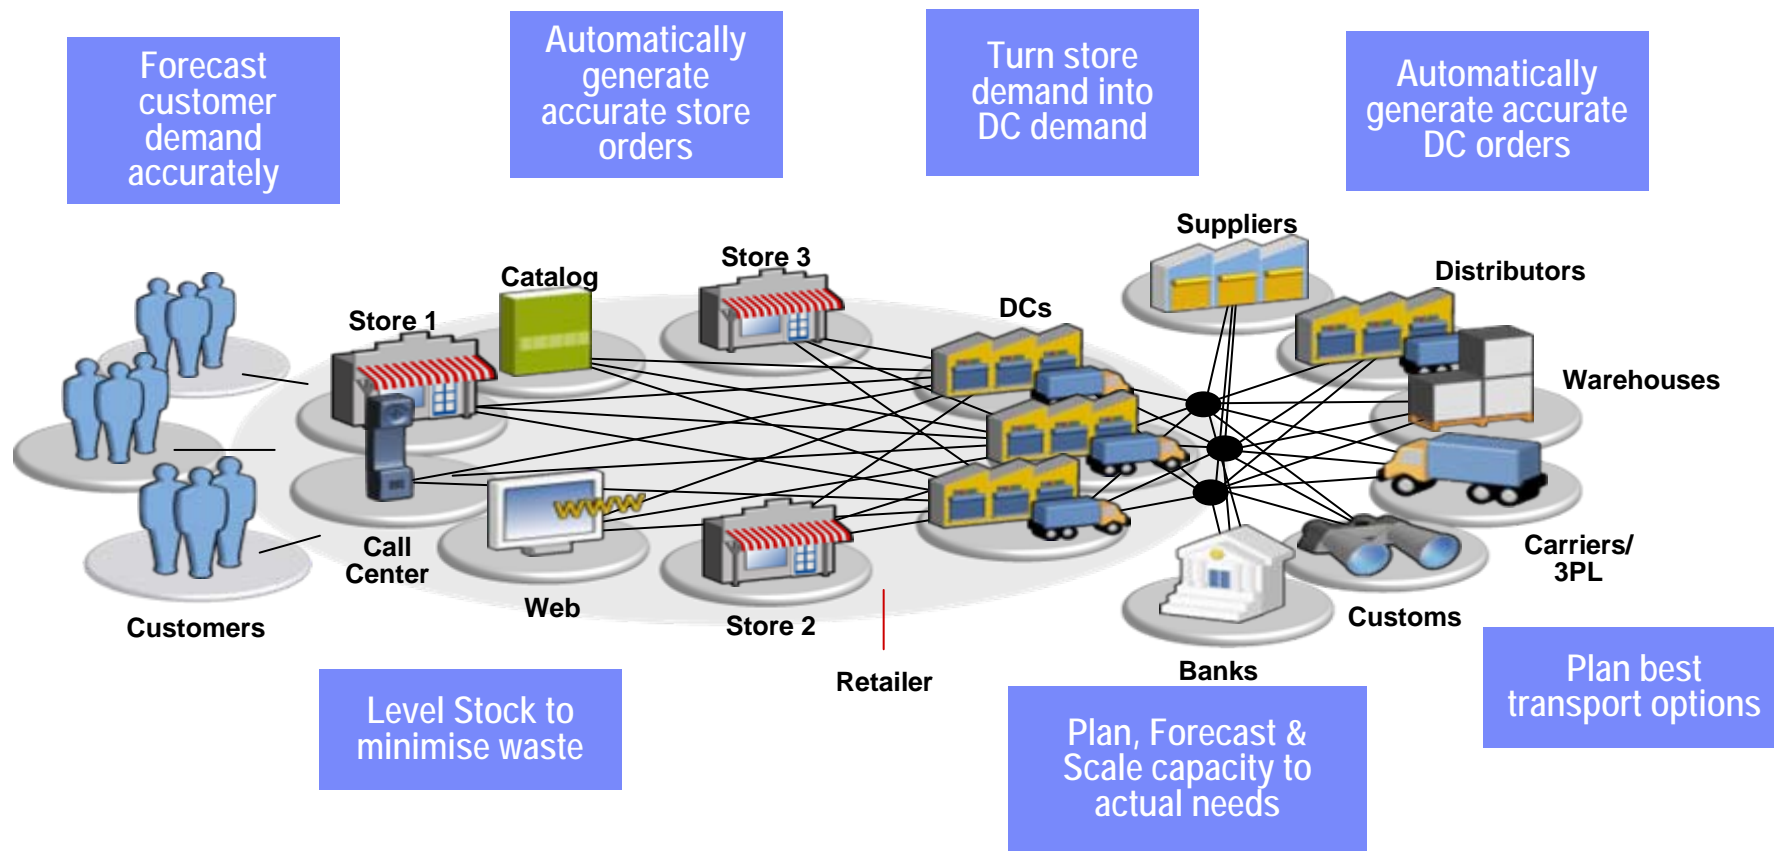 Forecast
customer
demand
accurately
Automatically
generate
accurate store
orders
Turn store
demand into
DC demand
Automatically
generate accurate
DC orders
Suppliers
Store 3
Distributors
Catalog
DCs
Store 1
Warehouses
www
Call
Center
Carriers/
3PL
Web
Customs
Store 2
Customers
Banks
Retailer
Level Stock to
minimise waste
Plan, Forecast &
Scale capacity to
actual needs
Plan best
transport options